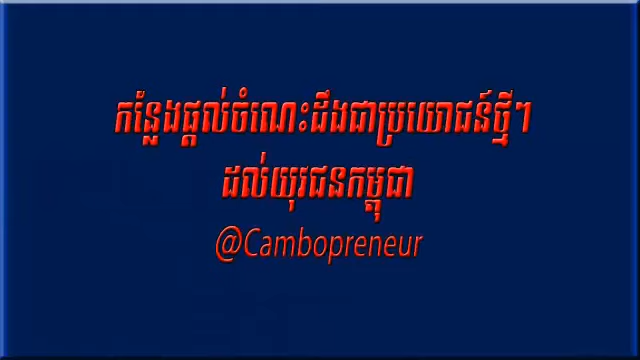 កន្លែងផ្តល់ចំណេះដឹងជាប្រយោជន៍ថ្មីៗ
ដល់យុវជនកម្ពុជា
@Cambopreneur